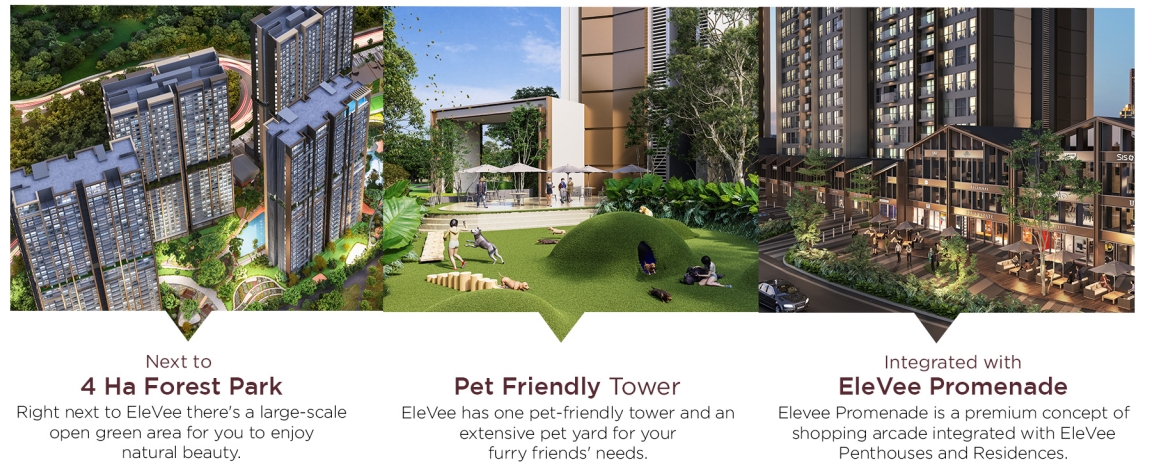 Next to
4 Ha Forest Park
Right next to EleVee there's a large-scale
open green area for you to enjoy
natural beauty.
Pet Friendly Tower
EleVee has one pet-friendly tower and an
extensive pet yard for your
furry friends' needs.
Integrated with
EleVee Promenade
Elevee Promenade is a premium concept of
shopping arcade integrated with EleVee
Penthouses and Residences.